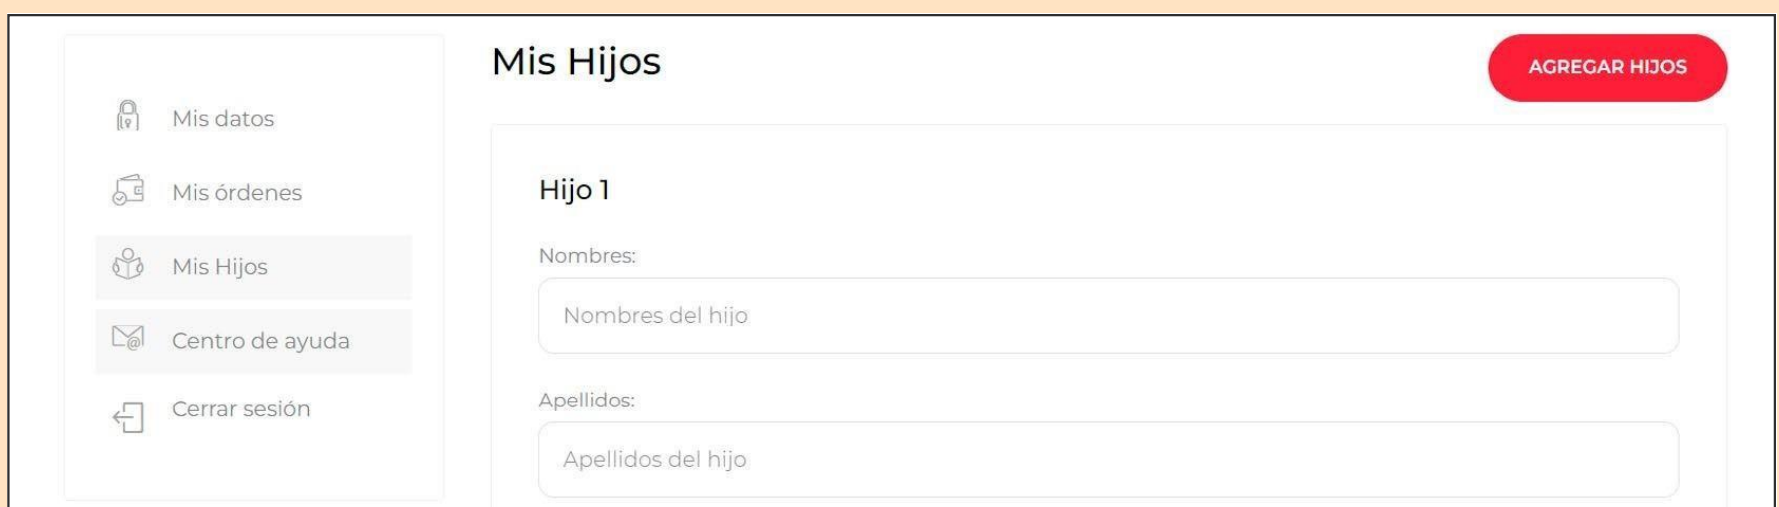 Mis datos
Mis órdenes
Mis Hijos
Centro de ayuda
Cerrar sesión
Mis Hijos
AGREGAR HIJOS
Hijo 1
Nombres:
Nombres del hijo
Apellidos:
Apellidos del hijo